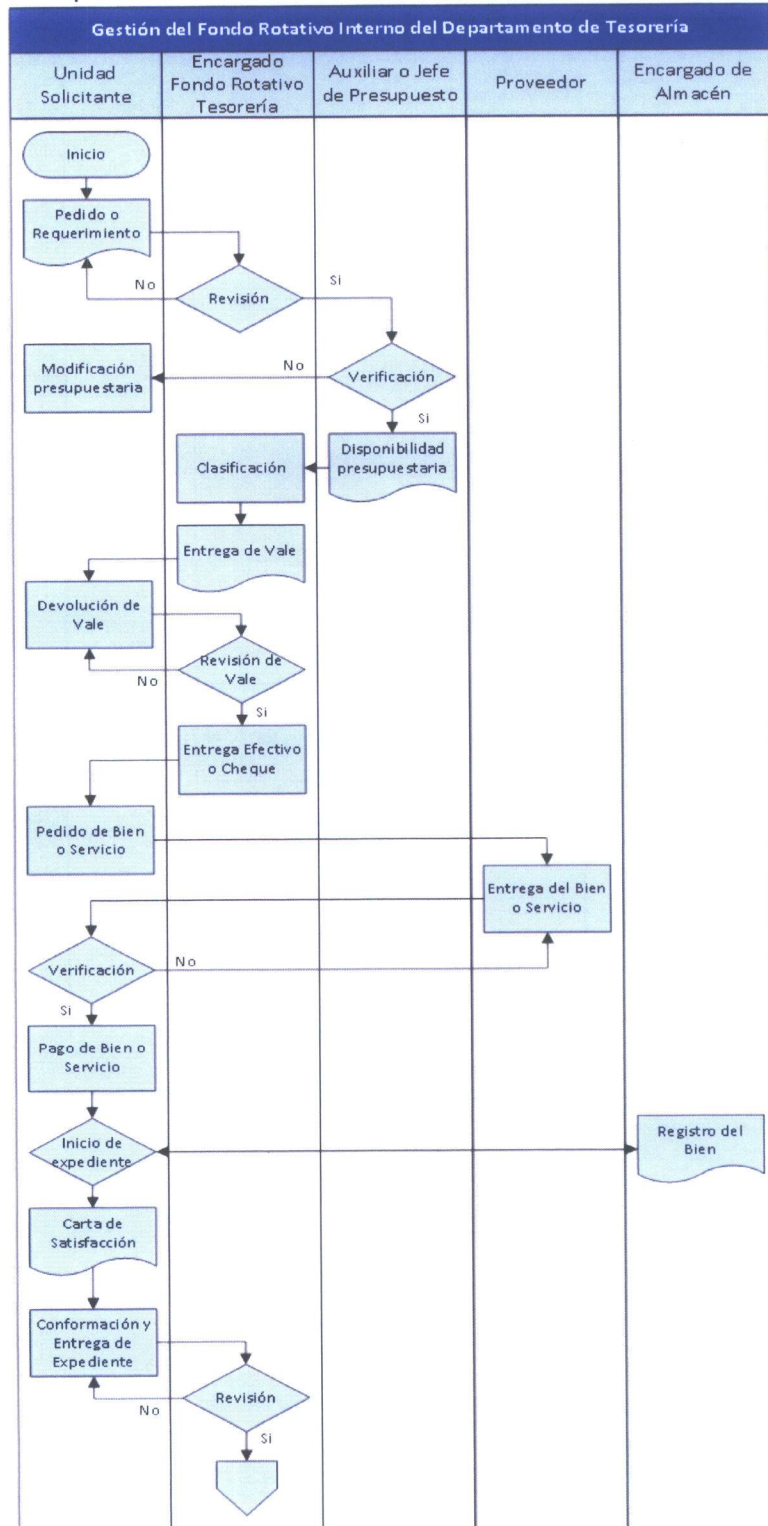 Gestión del Fondo Rotativo Interno del Departamento de Tesorería
Unidad
Solicitante
Encargado
Fondo Rotativo
Tesorería
Auxiliar o Jefe
de Presupuesto
Proveedor
Encargado de
Almacén
Inicio
Pedido o
Requerimiento
No
Revisión
Si
Modificación
presupuestaria
No
Verificación
Si
Clasificación
Disponibilidad
presupuestaria
Entrega de Vale
Devolución de
Vale
No
Revisión de
Vale
Si
Entrega Efectivo
o Cheque
Pedido de Bien
o Servicio
Entrega del Bien
o Servicio
Verificación
No
Si
Pago de Bien o
Servicio
Inicio de
expediente
Registro del
Bien
Carta de
Satisfacción
Conformación y
Entrega de
Expediente
No
Revisión
Si